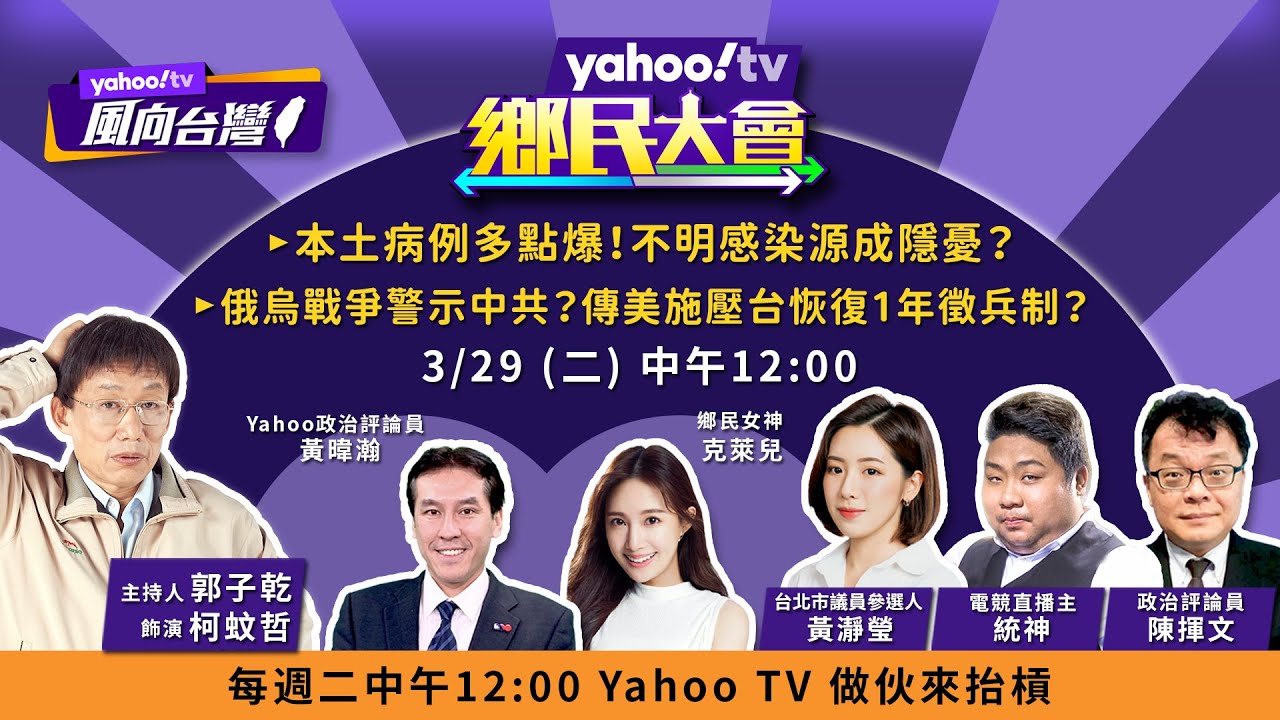 yahoo!tv
風向台灣
yahoo!tv
鄉民大會
▸本土病例多點爆!不明感染源成隱憂?
▸俄烏戰爭警示中共?傳美施壓台恢復1年徵兵制?
3/29 (二) 中午12:00
Yahoo政治評論員
黃暐瀚
鄉民女神
克萊兒
主持人 郭子乾
飾演 柯蚊哲
台北市議員參選人
黃瀞瑩
電競直播主
統神
政治評論員
陳揮文
每週二中午12:00 Yahoo TV 做伙來抬槓